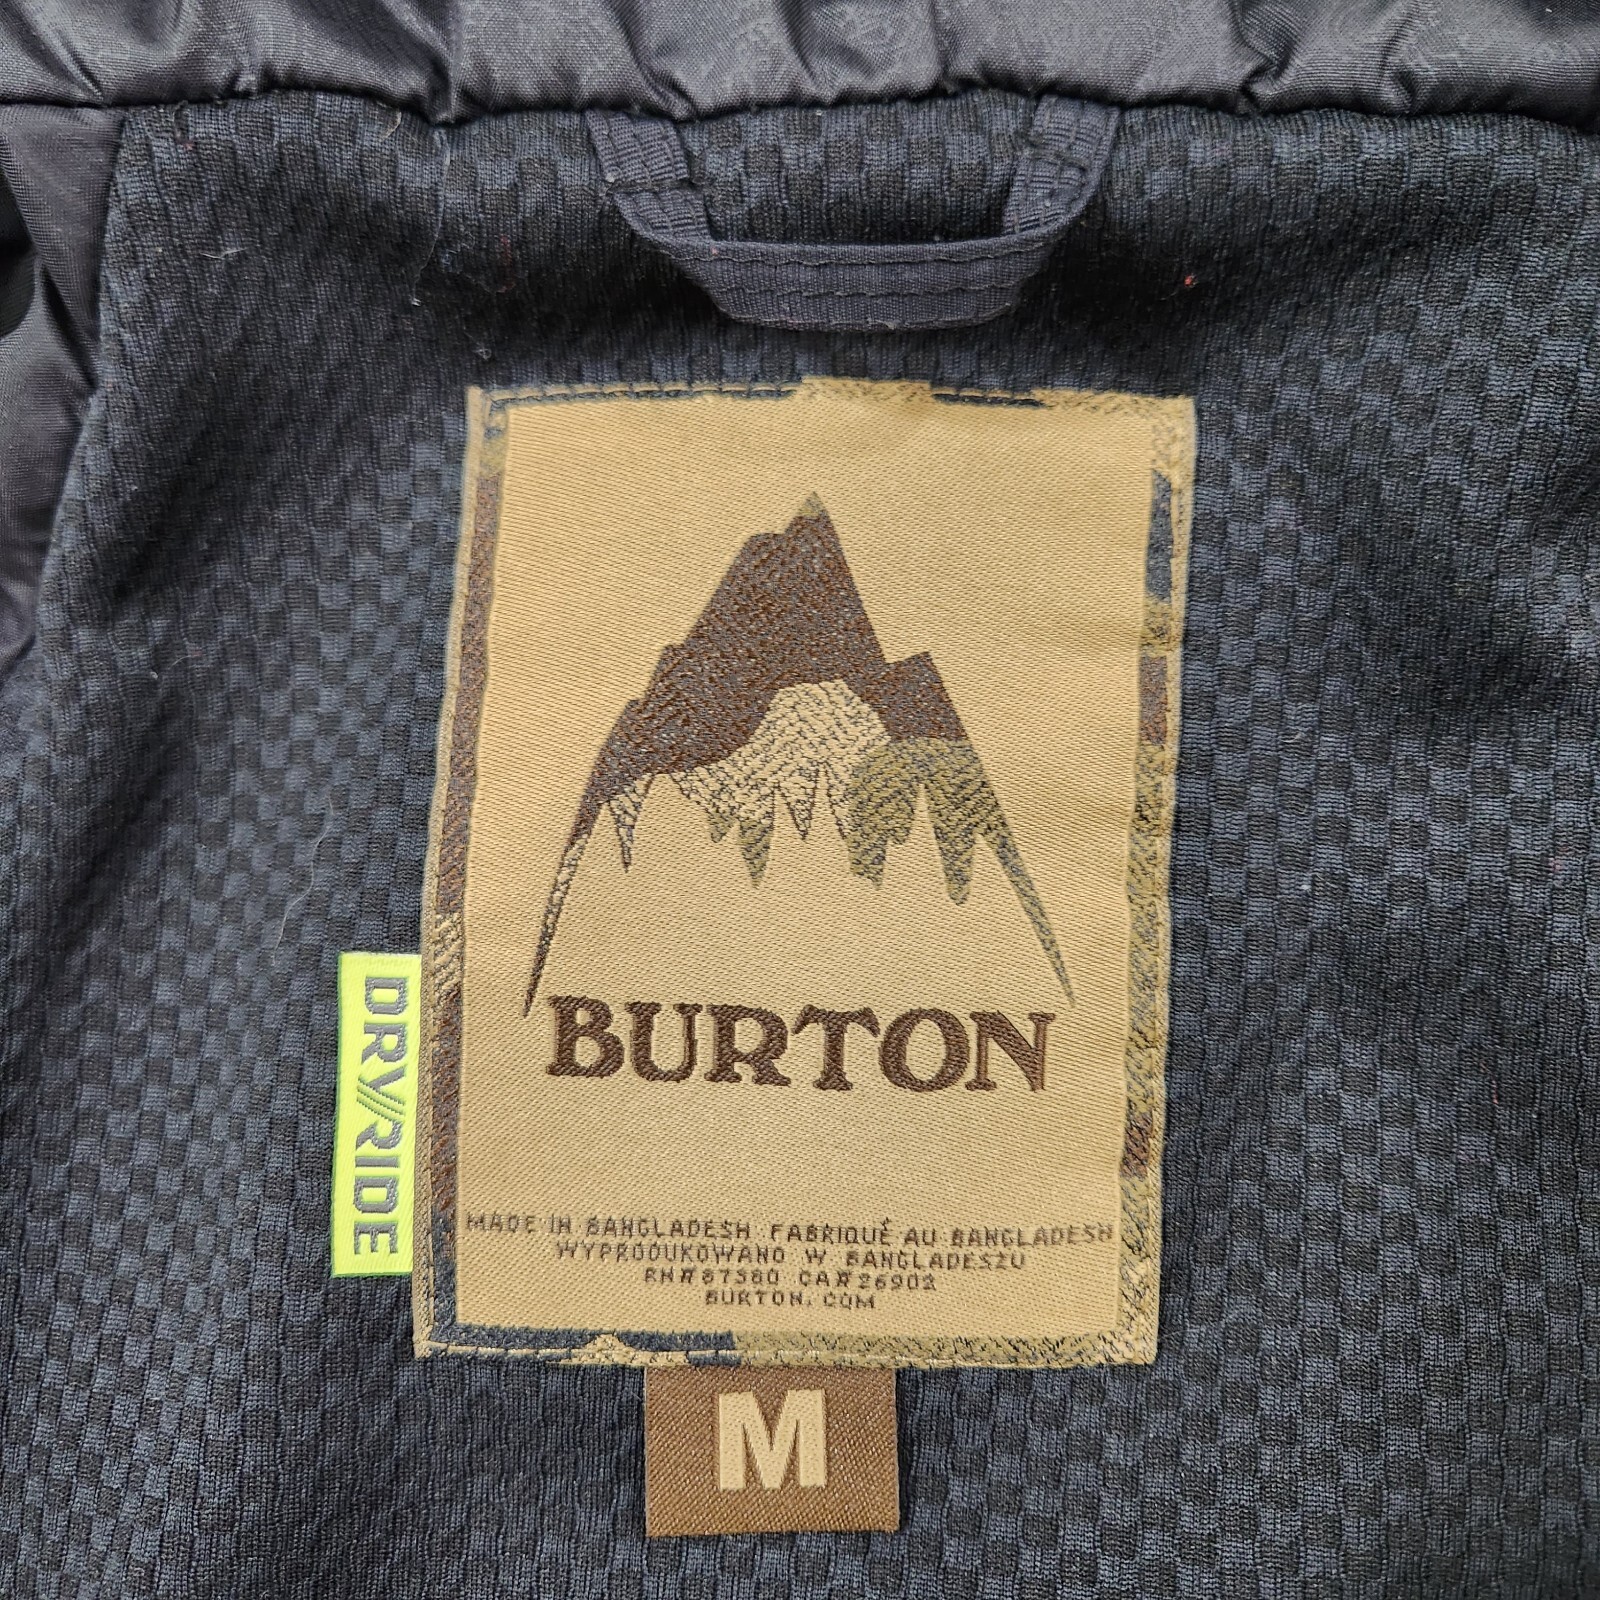 BURTON
DRY//RIDE
MADE IN BANGLADESH FABRIQUÉ AU BANGLADESH
WYPRODUKOWANO W BANGLADESZU
RN# 87380 CA# 26902
BURTON.COM
M